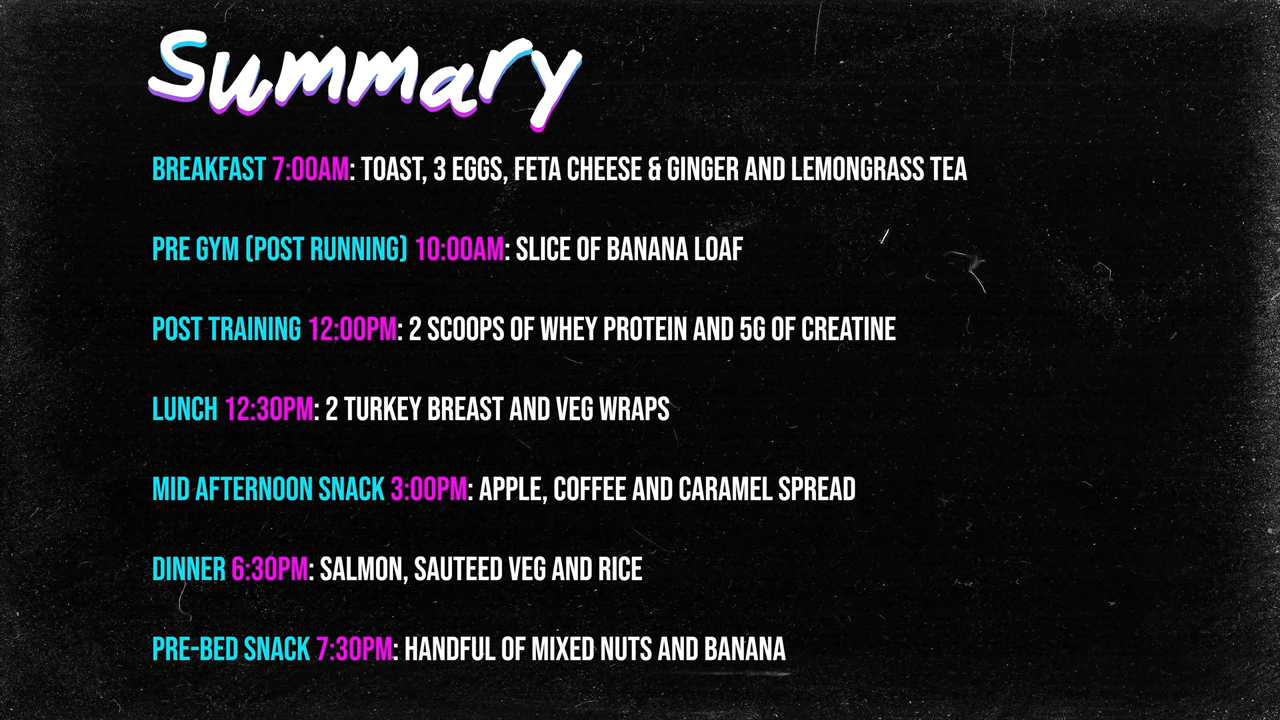 Summary
BREAKFAST 7:00AM: TOAST, 3 EGGS, FETA CHEESE & GINGER AND LEMONGRASS TEA
PRE GYM (POST RUNNING) 10:00AM: SLICE OF BANANA LOAF
POST TRAINING 12:00PM: 2 SCOOPS OF WHEY PROTEIN AND 5G OF CREATINE
LUNCH 12:30PM: 2 TURKEY BREAST AND VEG WRAPS
MID AFTERNOON SNACK 3:00PM: APPLE, COFFEE AND CARAMEL SPREAD
DINNER 6:30PM: SALMON, SAUTEED VEG AND RICE
PRE-BED SNACK 7:30PM: HANDFUL OF MIXED NUTS AND BANANA